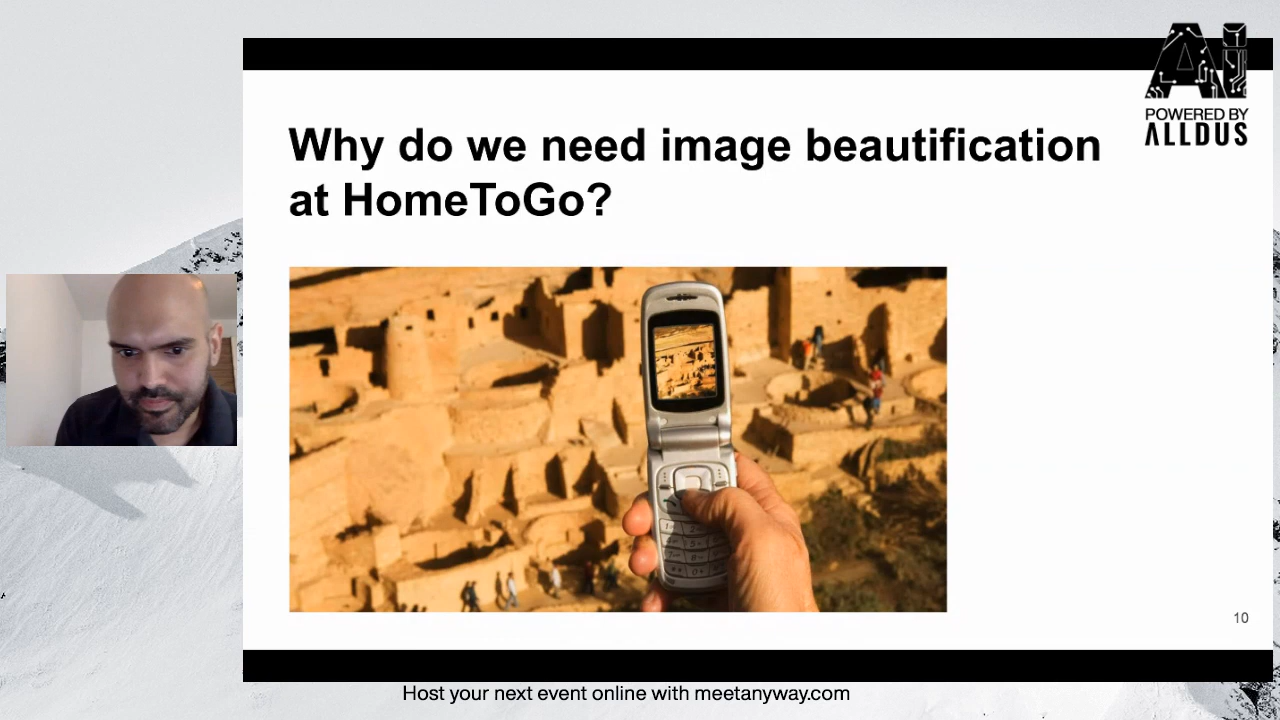 Why do we need image beautification
at HomeToGo?
AI
POWERED BY
ALLDUS
10
Host your next event online with meetanyway.com